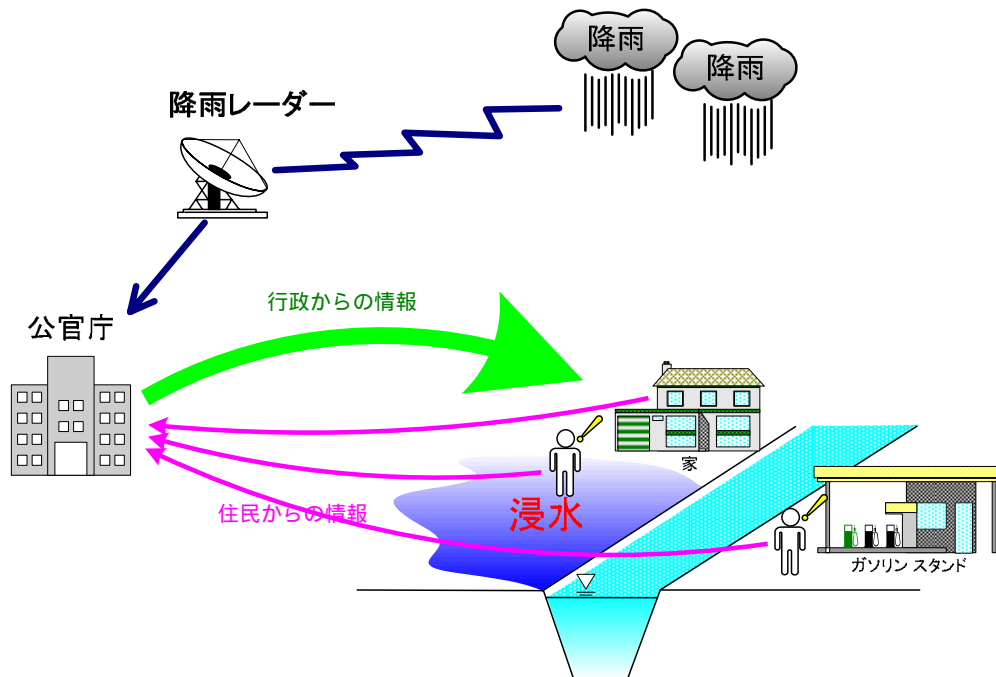 降雨
降雨
降雨レーダー
行政からの情報
公官庁
家
浸水
住民からの情報
ガソリン スタンド